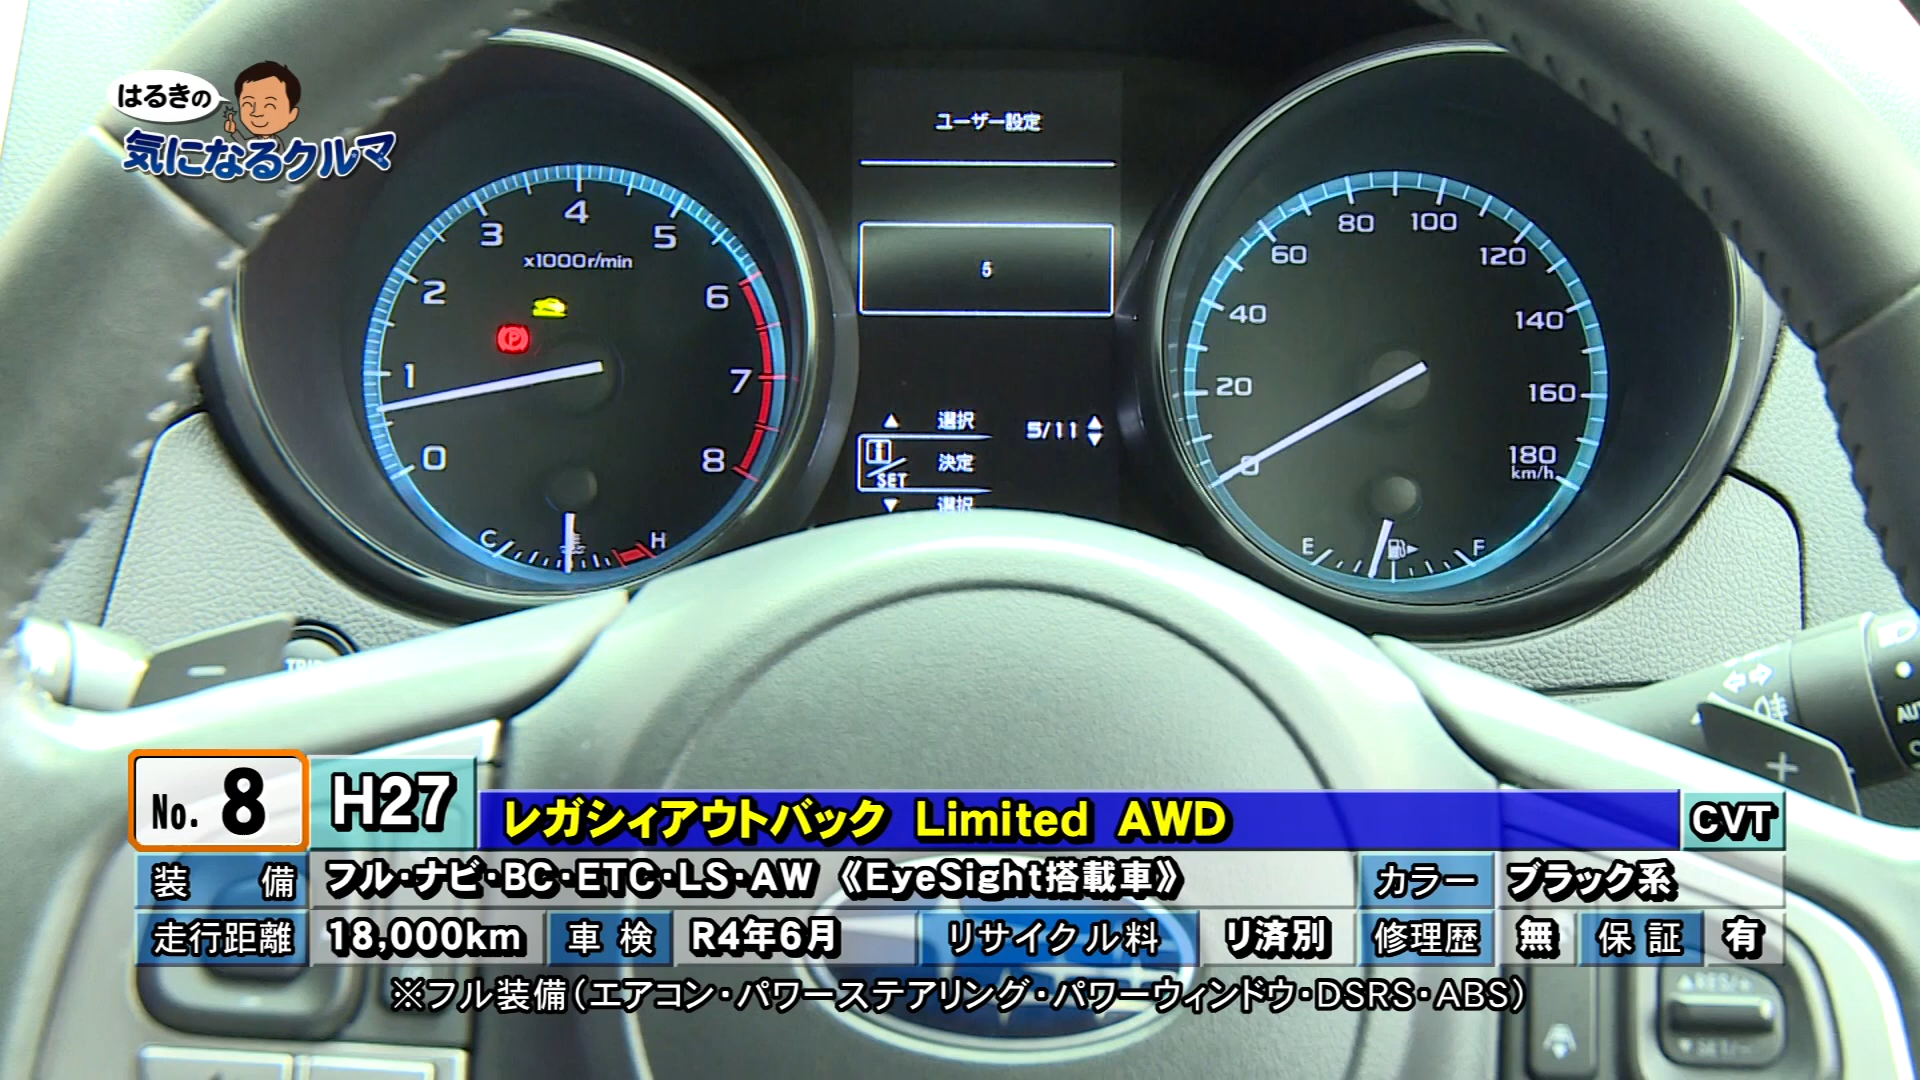 はるきの
気になるクルマ
ユーザー設定
5
選択
5/11
決定
SET
選択
0 1 2 3 4 5 6 7 8
x1000r/min
P
C H
0 20 40 60 80 100 120 140 160 180
km/h
E F
−
+
No. 8
H27
レガシィアウトバック Limited AWD
CVT
装備 フル・ナビ・BC・ETC・LS・AW《EyeSight搭載車》
カラー ブラック系
走行距離 18,000km
車検 R4年6月
リサイクル料 リ済別
修理歴 無
保証 有
※フル装備(エアコン・パワーステアリング・パワーウィンドウ・DSRS・ABS)
RES/+
SET/-